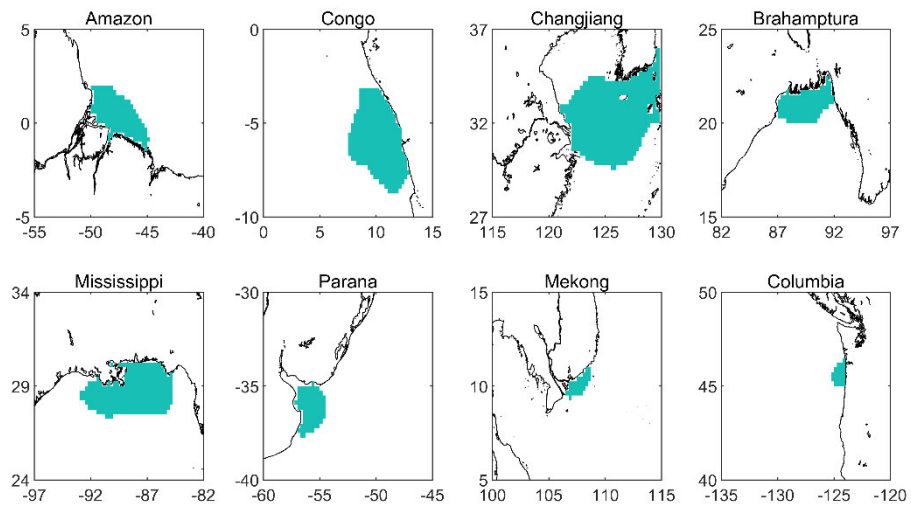 Amazon
Congo
Changjiang
Brahamptura
5
0
-5
-55 -50 -45 -40
0
-5
-10
0 5 10 15
37
32
27
115 120 125 130
25
20
15
82 87 92 97
Mississippi
Parana
Mekong
Columbia
34
29
24
-97 -92 -87 -82
-30
-35
-40
-60 -55 -50 -45
15
10
5
100 105 110 115
50
45
40
-135 -130 -125 -120